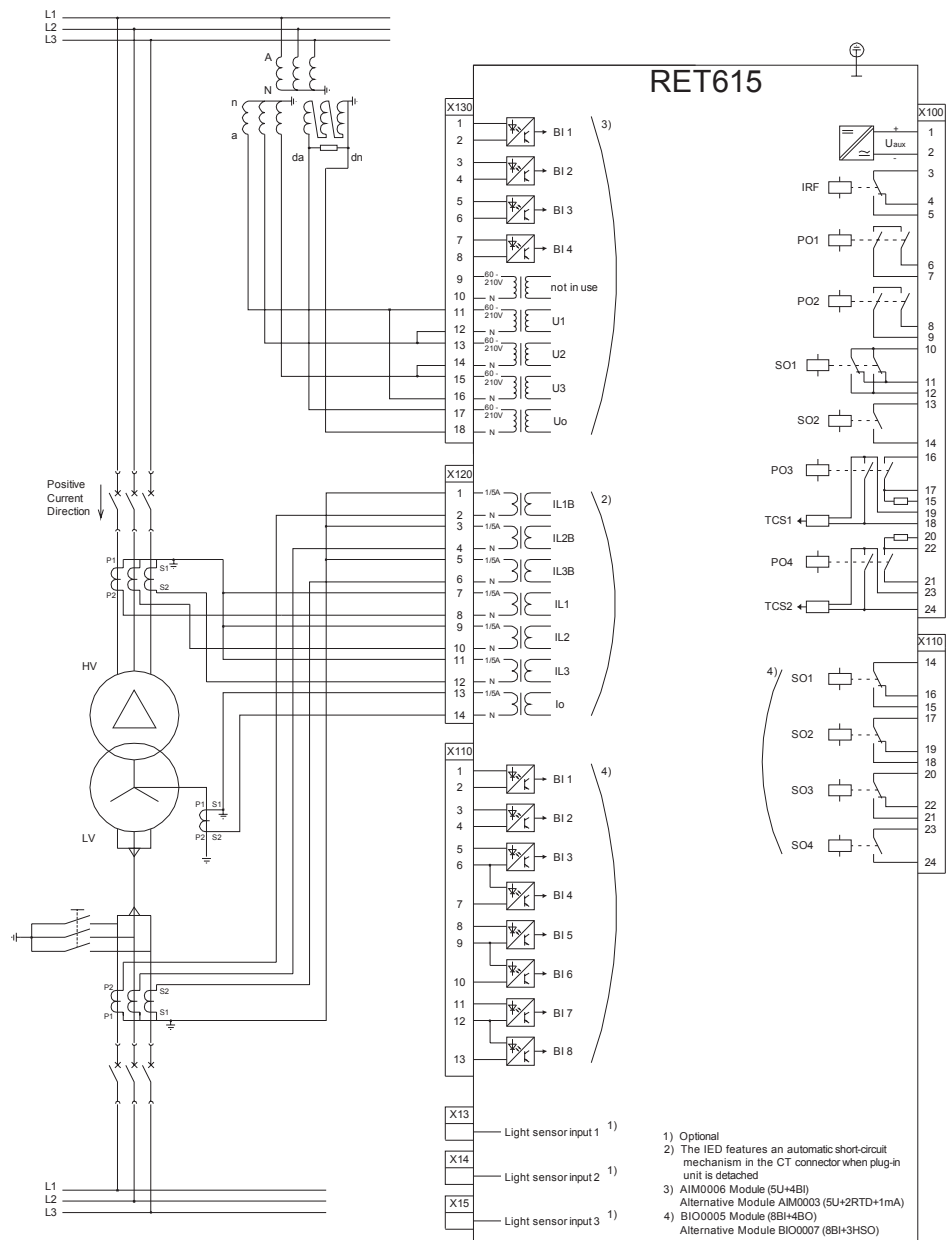 L1
L2
L3
A
N
n
a
da
dn
RET615
X130
1
2
3
4
5
6
7
8
9
10
11
12
13
14
15
16
17
18
BI 1
BI 2
BI 3
BI 4
3)
60 -
210V
N
not in use
60 -
210V
N
U1
60 -
210V
N
U2
60 -
210V
N
U3
60 -
210V
N
Uo
X100
1
2
3
4
5
6
7
8
9
10
11
12
13
14
16
17
15
19
18
20
22
21
23
24
+
Uaux
-
IRF
PO1
PO2
SO1
SO2
PO3
TCS1
PO4
TCS2
Positive
Current
Direction
X120
1
2
3
4
5
6
7
8
9
10
11
12
13
14
1/5A
N
IL1B
2)
1/5A
N
IL2B
1/5A
N
IL3B
1/5A
N
IL1
1/5A
N
IL2
1/5A
N
IL3
1/5A
N
Io
P1
S1
P2
S2
HV
LV
P1 S1
P2 S2
P2
S2
P1
S1
X110
1
2
3
4
5
6
7
8
9
10
11
12
13
BI 1
BI 2
BI 3
BI 4
BI 5
BI 6
BI 7
BI 8
4)
X110
14
16
15
17
19
18
20
22
21
23
24
4)
SO1
SO2
SO3
SO4
X13
Light sensor input 1 1)
X14
Light sensor input 2 1)
X15
Light sensor input 3 1)
L1
L2
L3
1) Optional
2) The IED features an automatic short-circuit
mechanism in the CT connector when plug-in
unit is detached
3) AIM0006 Module (5U+4BI)
Alternative Module AIM0003 (5U+2RTD+1mA)
4) BIO0005 Module (8BI+4BO)
Alternative Module BIO0007 (8BI+3HSO)